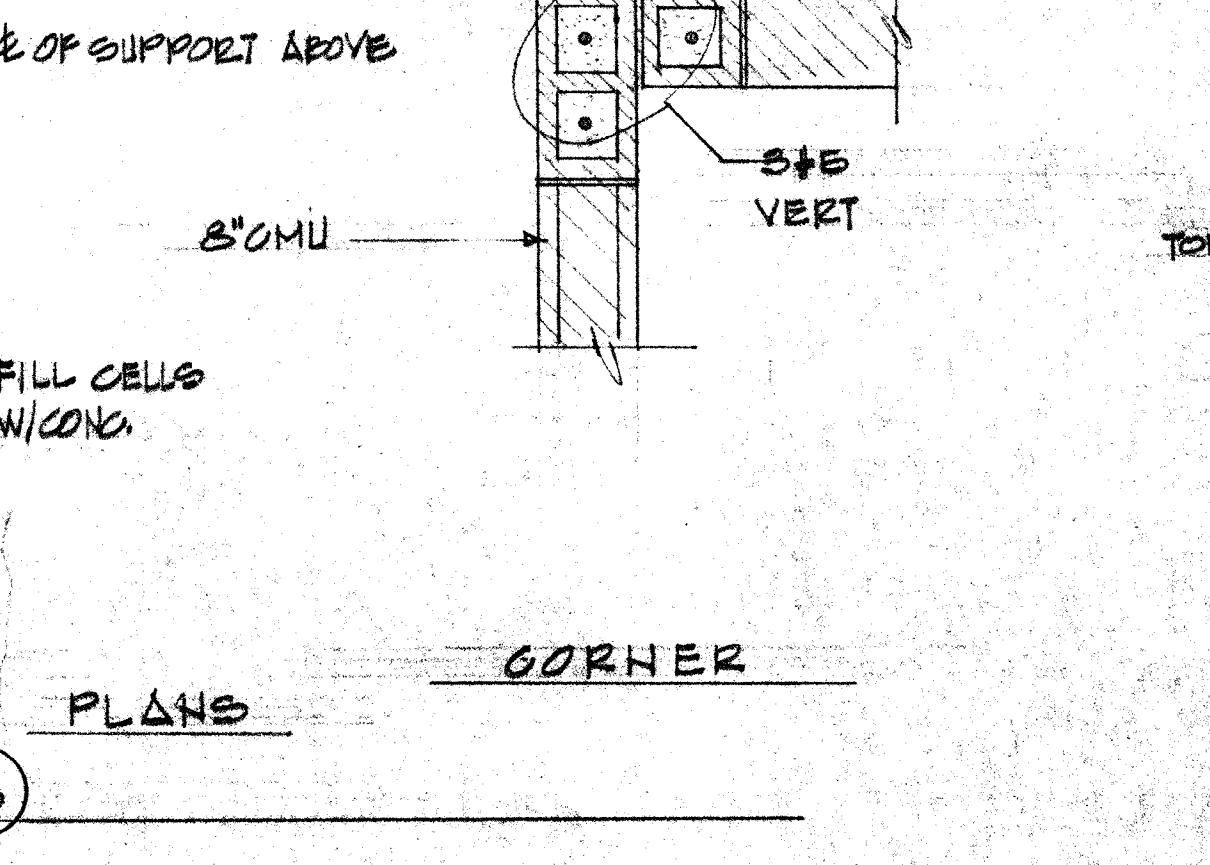 ℄ OF SUPPORT ABOVE
3#5
VERT
8" CMU
FILL CELLS
W/CONC.
CORNER
PLANS